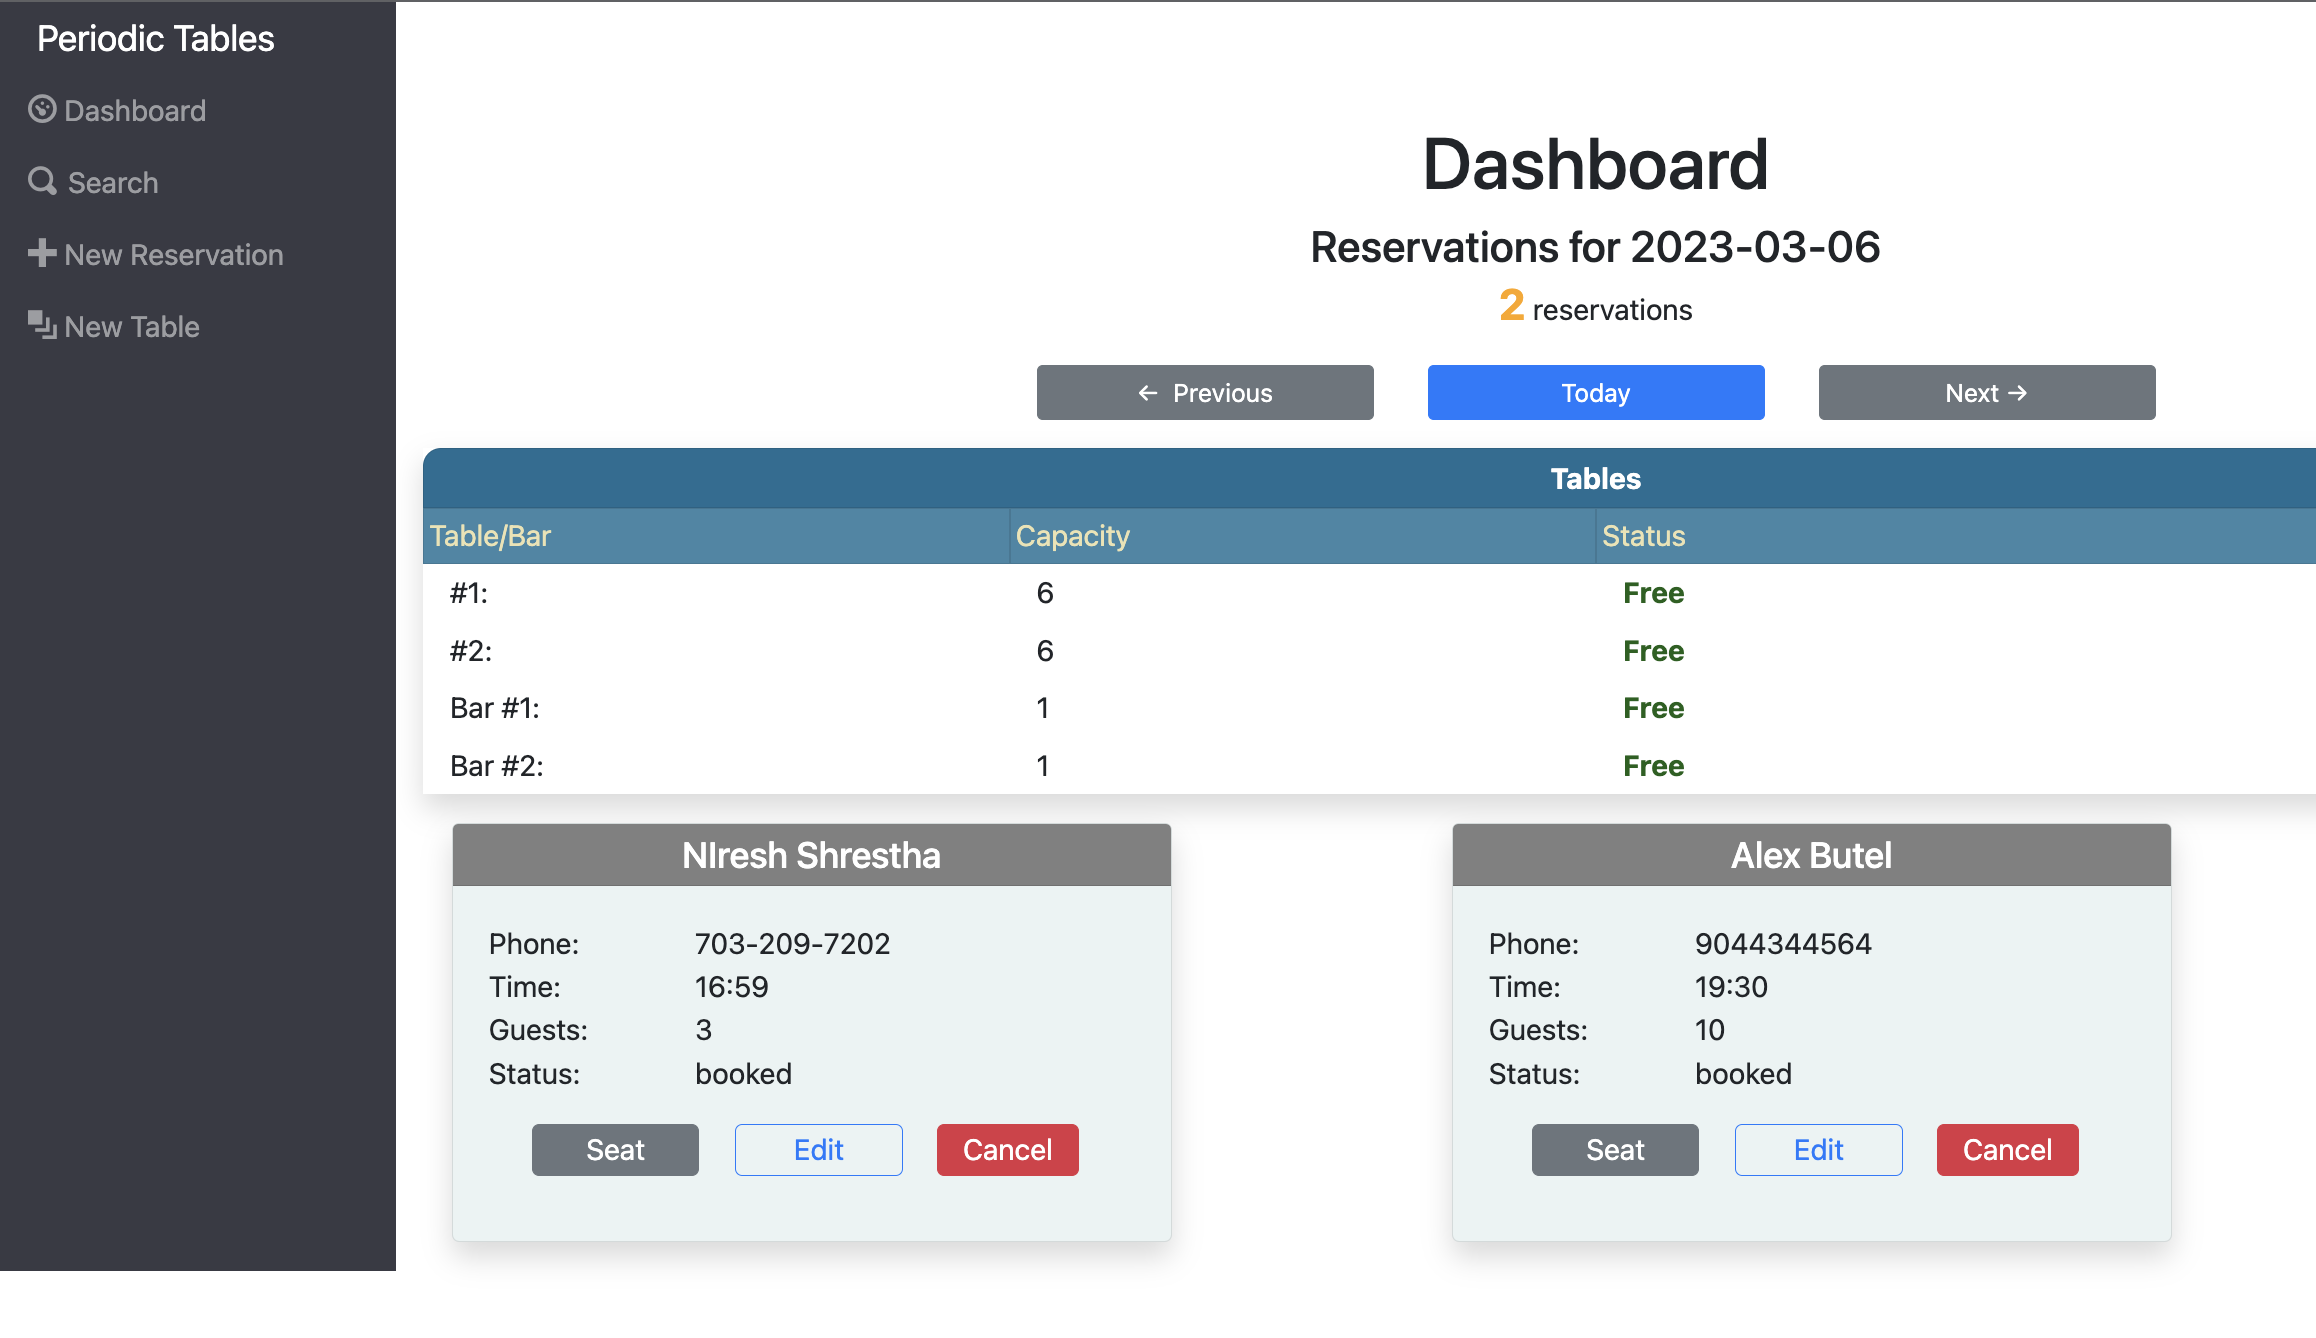 Periodic Tables
Dashboard
Search
New Reservation
New Table
Dashboard
Reservations for 2023-03-06
2 reservations
← Previous Today Next →
Tables
Table/Bar Capacity Status
#1: 6 Free
#2: 6 Free
Bar #1: 1 Free
Bar #2: 1 Free
NIresh Shrestha
Phone: 703-209-7202
Time: 16:59
Guests: 3
Status: booked
Seat Edit Cancel
Alex Butel
Phone: 9044344564
Time: 19:30
Guests: 10
Status: booked
Seat Edit Cancel